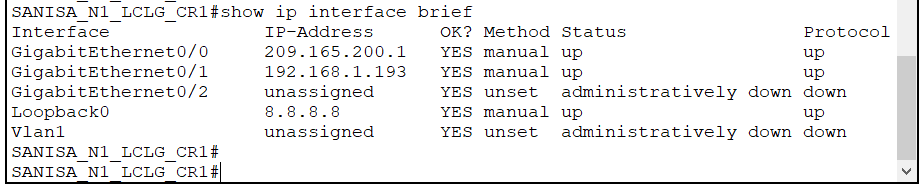 SANISA_N1_LCLG_CR1#show ip interface brief
Interface IP-Address OK? Method Status Protocol
GigabitEthernet0/0 209.165.200.1 YES manual up up
GigabitEthernet0/1 192.168.1.193 YES manual up up
GigabitEthernet0/2 unassigned YES unset administratively down down
Loopback0 8.8.8.8 YES manual up up
Vlan1 unassigned YES unset administratively down down
SANISA_N1_LCLG_CR1#
SANISA_N1_LCLG_CR1#